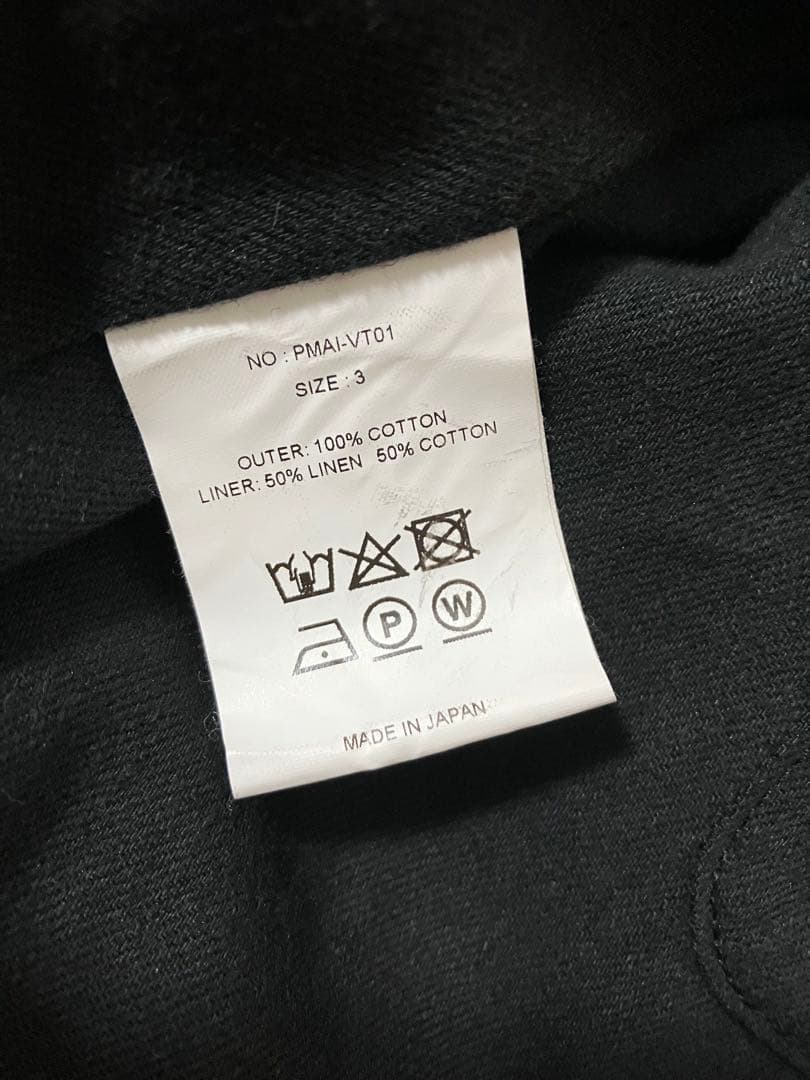 NO : PMAI-VT01
SIZE : 3
OUTER: 100% COTTON
LINER: 50% LINEN 50% COTTON
P W
MADE IN JAPAN